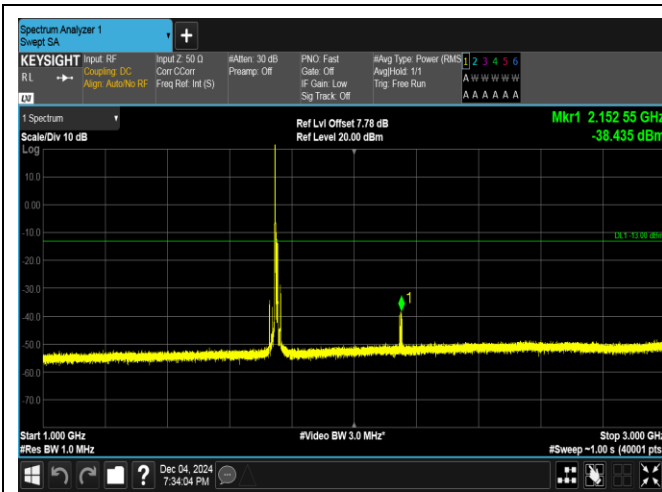 Spectrum Analyzer 1
Swept SA
KEYSIGHT
RL
LXI
Input: RF
Coupling: DC
Align: Auto/No RF
Input Z: 50 Ω
Corr CCorr
Freq Ref: Int (S)
#Atten: 30 dB
Preamp: Off
PNO: Fast
Gate: Off
IF Gain: Low
Sig Track: Off
#Avg Type: Power (RMS
Avg|Hold: 1/1
Trig: Free Run
1 2 3 4 5 6
A W W W W W
A A A A A A
1 Spectrum
Scale/Div 10 dB
Ref Lvl Offset 7.78 dB
Ref Level 20.00 dBm
Mkr1 2.152 55 GHz
-38.435 dBm
Log
10.0
0.00
-10.0
DL1 -13.00 dBm
-20.0
-30.0
1
-40.0
-50.0
-60.0
-70.0
Start 1.000 GHz
#Res BW 1.0 MHz
#Video BW 3.0 MHz*
Stop 3.000 GHz
#Sweep ~1.00 s (40001 pts
?
Dec 04, 2024
7:34:04 PM